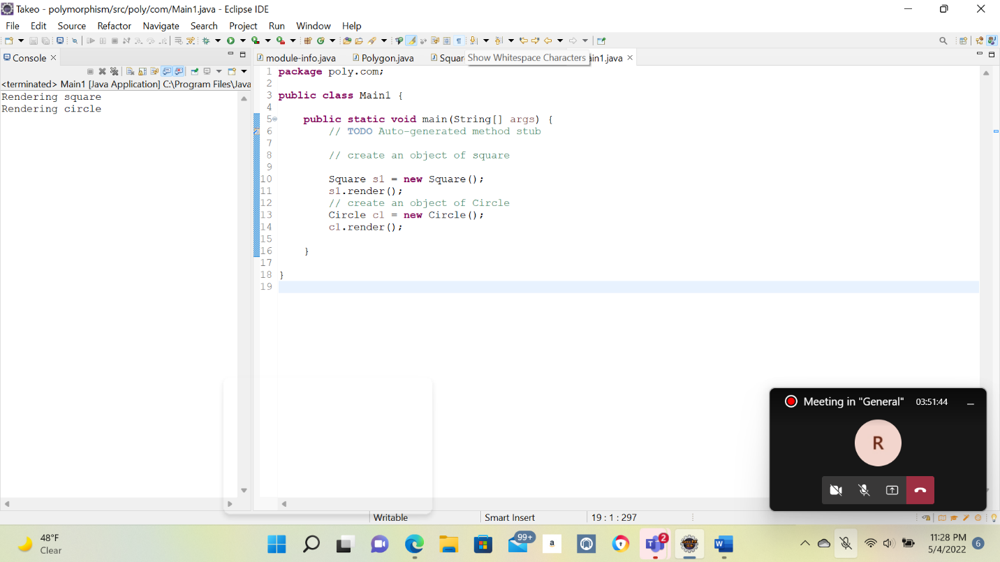 Takeo - polymorphism/src/poly/com/Main1.java - Eclipse IDE
File Edit Source Refactor Navigate Search Project Run Window Help
Console
module-info.java Polygon.java Squar Show Whitespace Characters ain1.java
<terminated> Main1 [Java Application] C:\Program Files\Java
Rendering square
Rendering circle
1 package poly.com;
2
3 public class Main1 {
4
5 public static void main(String[] args) {
6 // TODO Auto-generated method stub
7
8 // create an object of square
9
10 Square s1 = new Square();
11 s1.render();
12 // create an object of Circle
13 Circle c1 = new Circle();
14 c1.render();
15
16 }
17
18 }
19
Meeting in "General" 03:51:44
R
Writable Smart Insert 19 : 1 : 297
48°F
Clear
99+
a
T
2
W
11:28 PM
5/4/2022
6